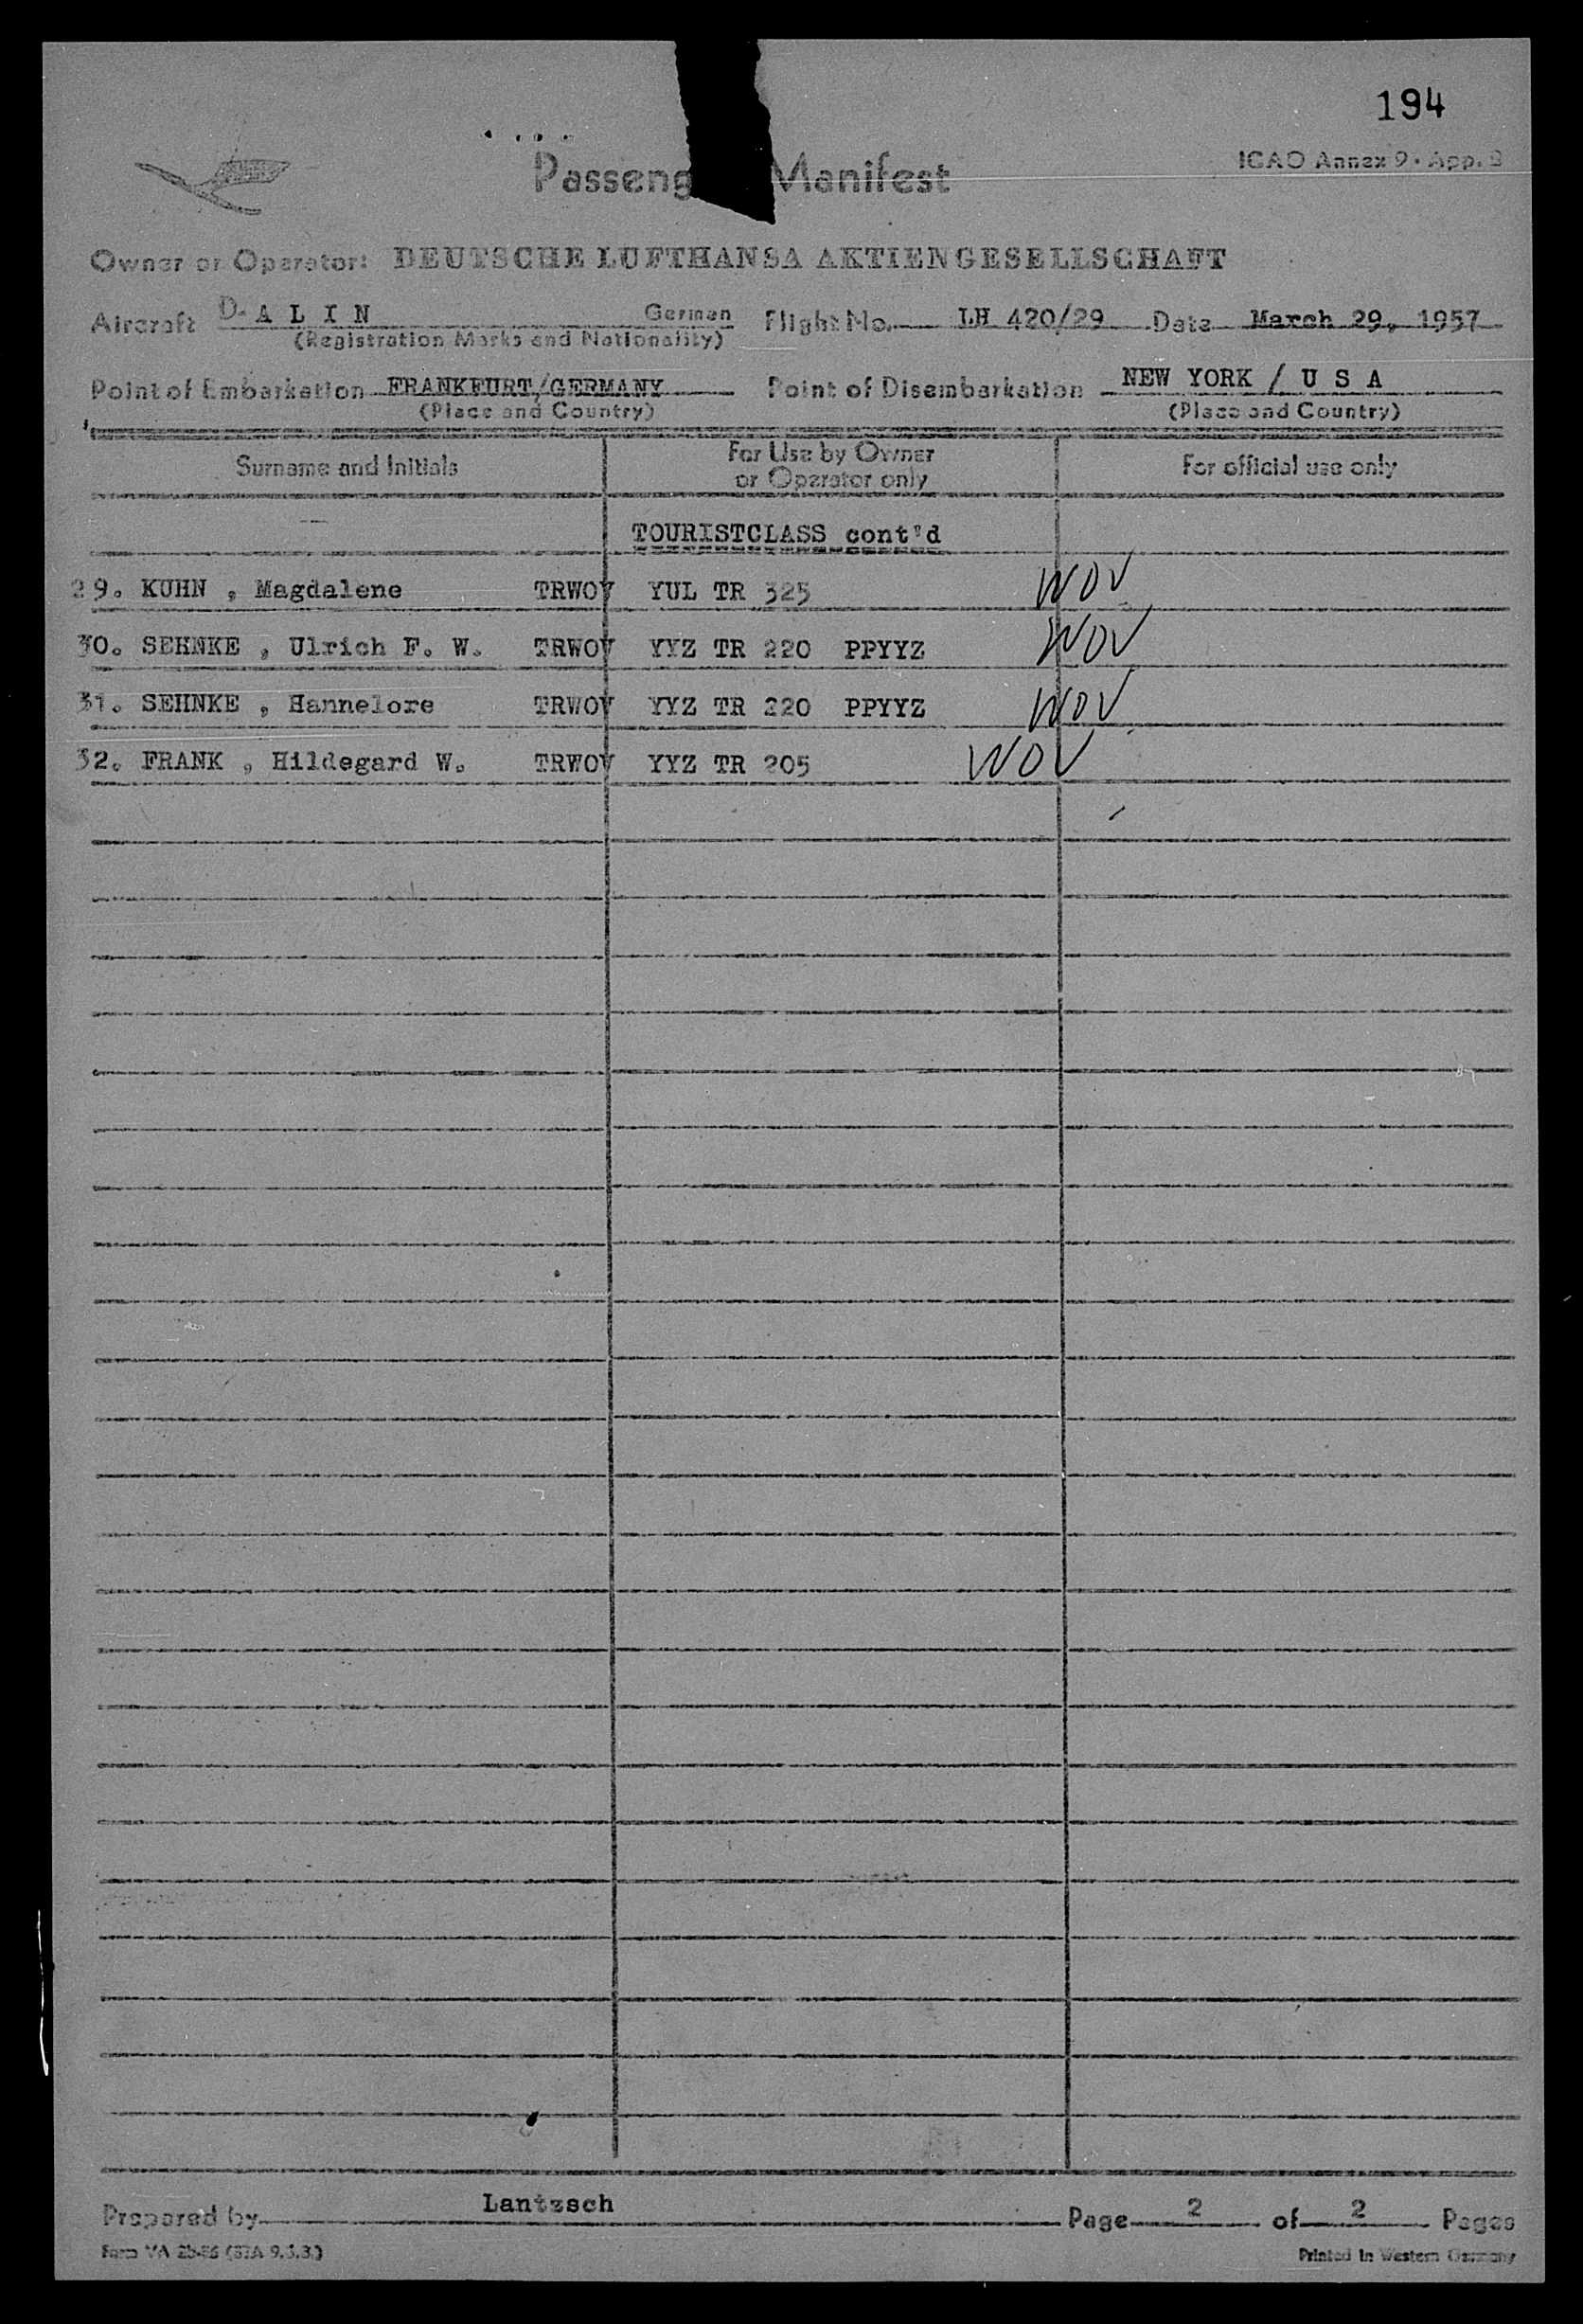 194
Passeng Manifest
ICAO Annex 9 · App. 2
Owner or Operator: DEUTSCHE LUFTHANSA AKTIENGESELLSCHAFT
Aircraft D-A L I N German Flight No. LH 420/29 Date March 29, 1957
(Registration Marks and Nationality)
Point of Embarkation FRANKFURT/GERMANY Point of Disembarkation NEW YORK / U S A
(Place and Country) (Place and Country)
Surname and Initials For Use by Owner or Operator only For official use only
TOURISTCLASS cont'd
29. KUHN , Magdalene TRWOV YUL TR 325 WOV
30. SEHNKE , Ulrich F. W. TRWOV YYZ TR 220 PPYYZ WOV
31. SEHNKE , Hannelore TRWOV YYZ TR 220 PPYYZ WOV
32. FRANK , Hildegard W. TRWOV YYZ TR 205 WOV
Prepared by Lantzsch Page 2 of 2 Pages
Form VA Printed in Western Germany